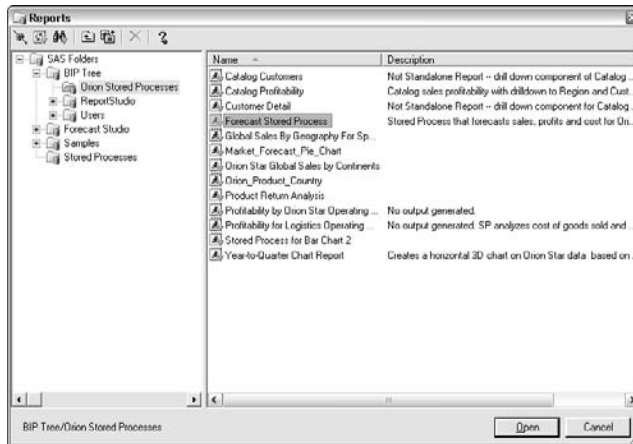 Reports
Name Description
SAS Folders
BIP Tree
Orion Stored Processes
ReportStudio
Users
Forecast Studio
Samples
Stored Processes
Catalog Customers Not Standalone Report -- drill down component of Catalog ...
Catalog Profitability Catalog sales profitability with drilldown to Region and Cust...
Customer Detail Not Standalone Report -- drill down component for Catalog ...
Forecast Stored Process Stored Process that forecasts sales, profits and cost for Ori...
Global Sales By Geography For Sp...
Market_Forecast_Pie_Chart
Orion Star Global Sales by Continents
Orion_Product_Country
Product Return Analysis
Profitability by Orion Star Operating ... No output generated.
Profitability for Logistics Operating ... No output generated. SP analyzes cost of goods sold and ...
Stored Process for Bar Chart 2
Year-to-Quarter Chart Report Creates a horizontal 3D chart on Orion Star data based on ...
BIP Tree/Orion Stored Processes
Open Cancel